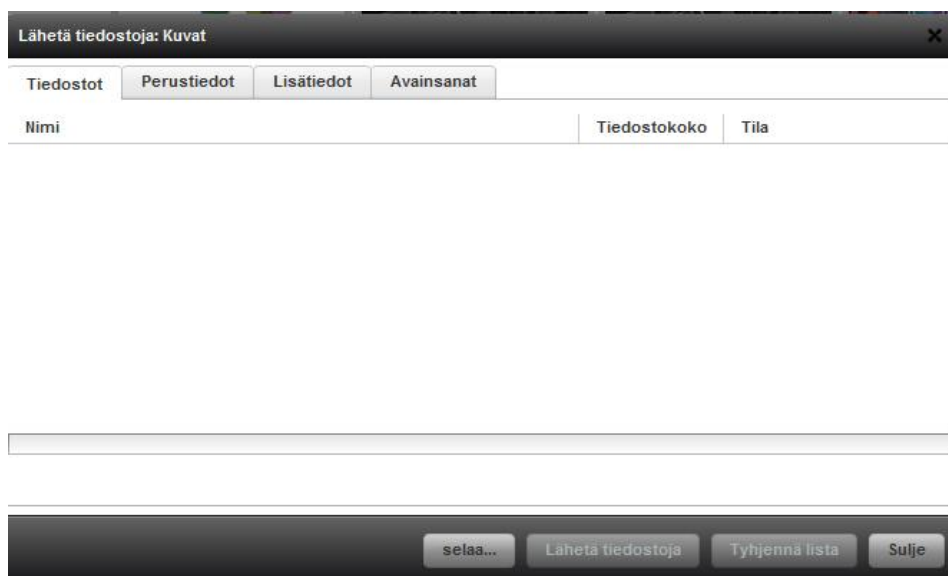 Lähetä tiedostoja: Kuvat
Tiedostot Perustiedot Lisätiedot Avainsanat
Nimi Tiedostokoko Tila
selaa... Lähetä tiedostoja Tyhjennä lista Sulje